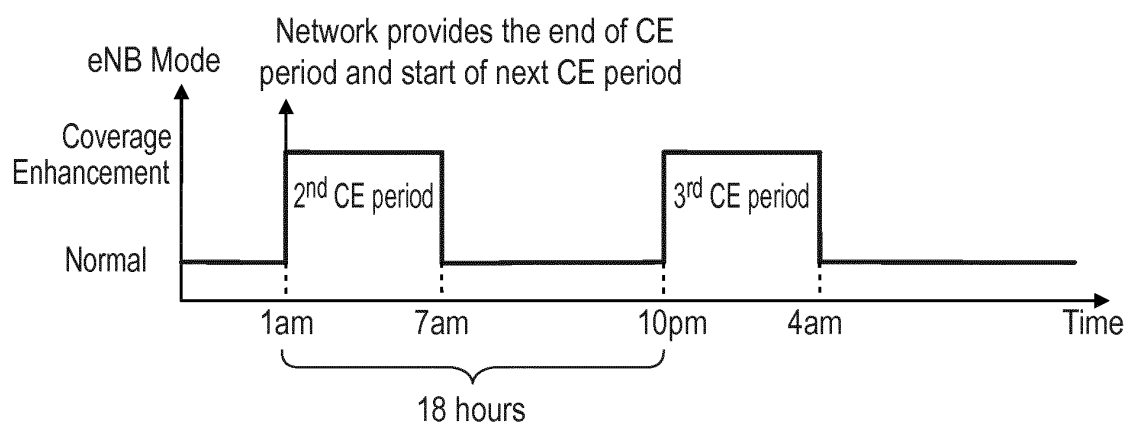 Network provides the end of CE
period and start of next CE period
eNB Mode
Coverage
Enhancement
2nd CE period
3rd CE period
Normal
1am
7am
10pm
4am
Time
18 hours